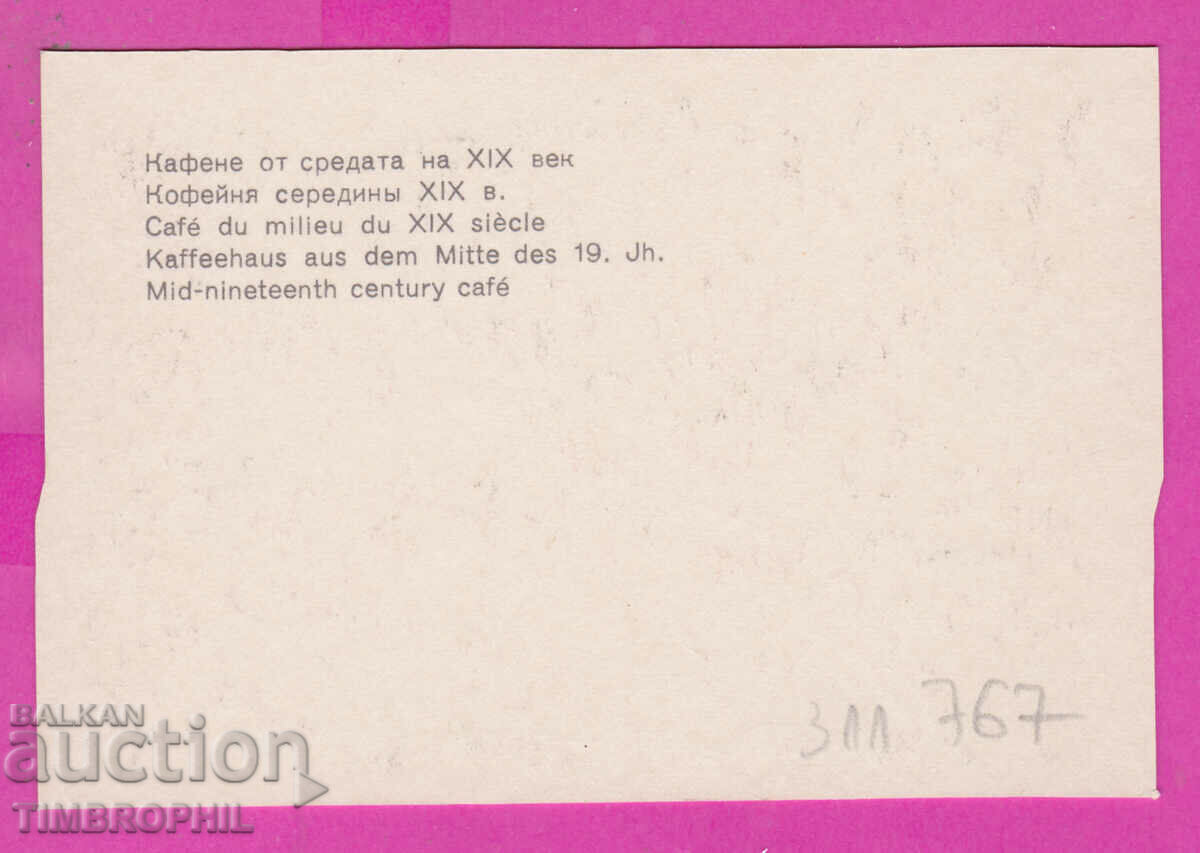 Кафене от средата на XIX век
Кофейня середины XIX в.
Café du milieu du XIX siècle
Kaffeehaus aus dem Mitte des 19. Jh.
Mid-nineteenth century café
311 767
BALKAN
auction
TIMBROPHIL